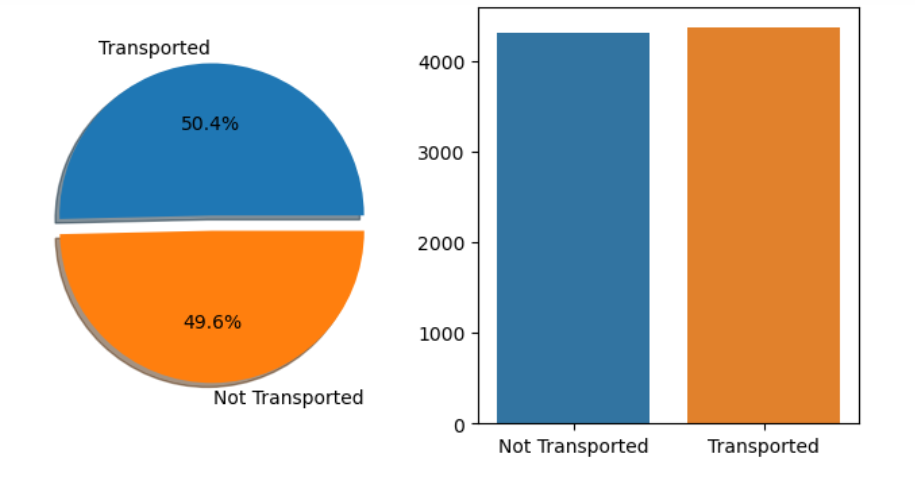 Transported
50.4%
49.6%
Not Transported
4000
3000
2000
1000
0
Not Transported
Transported